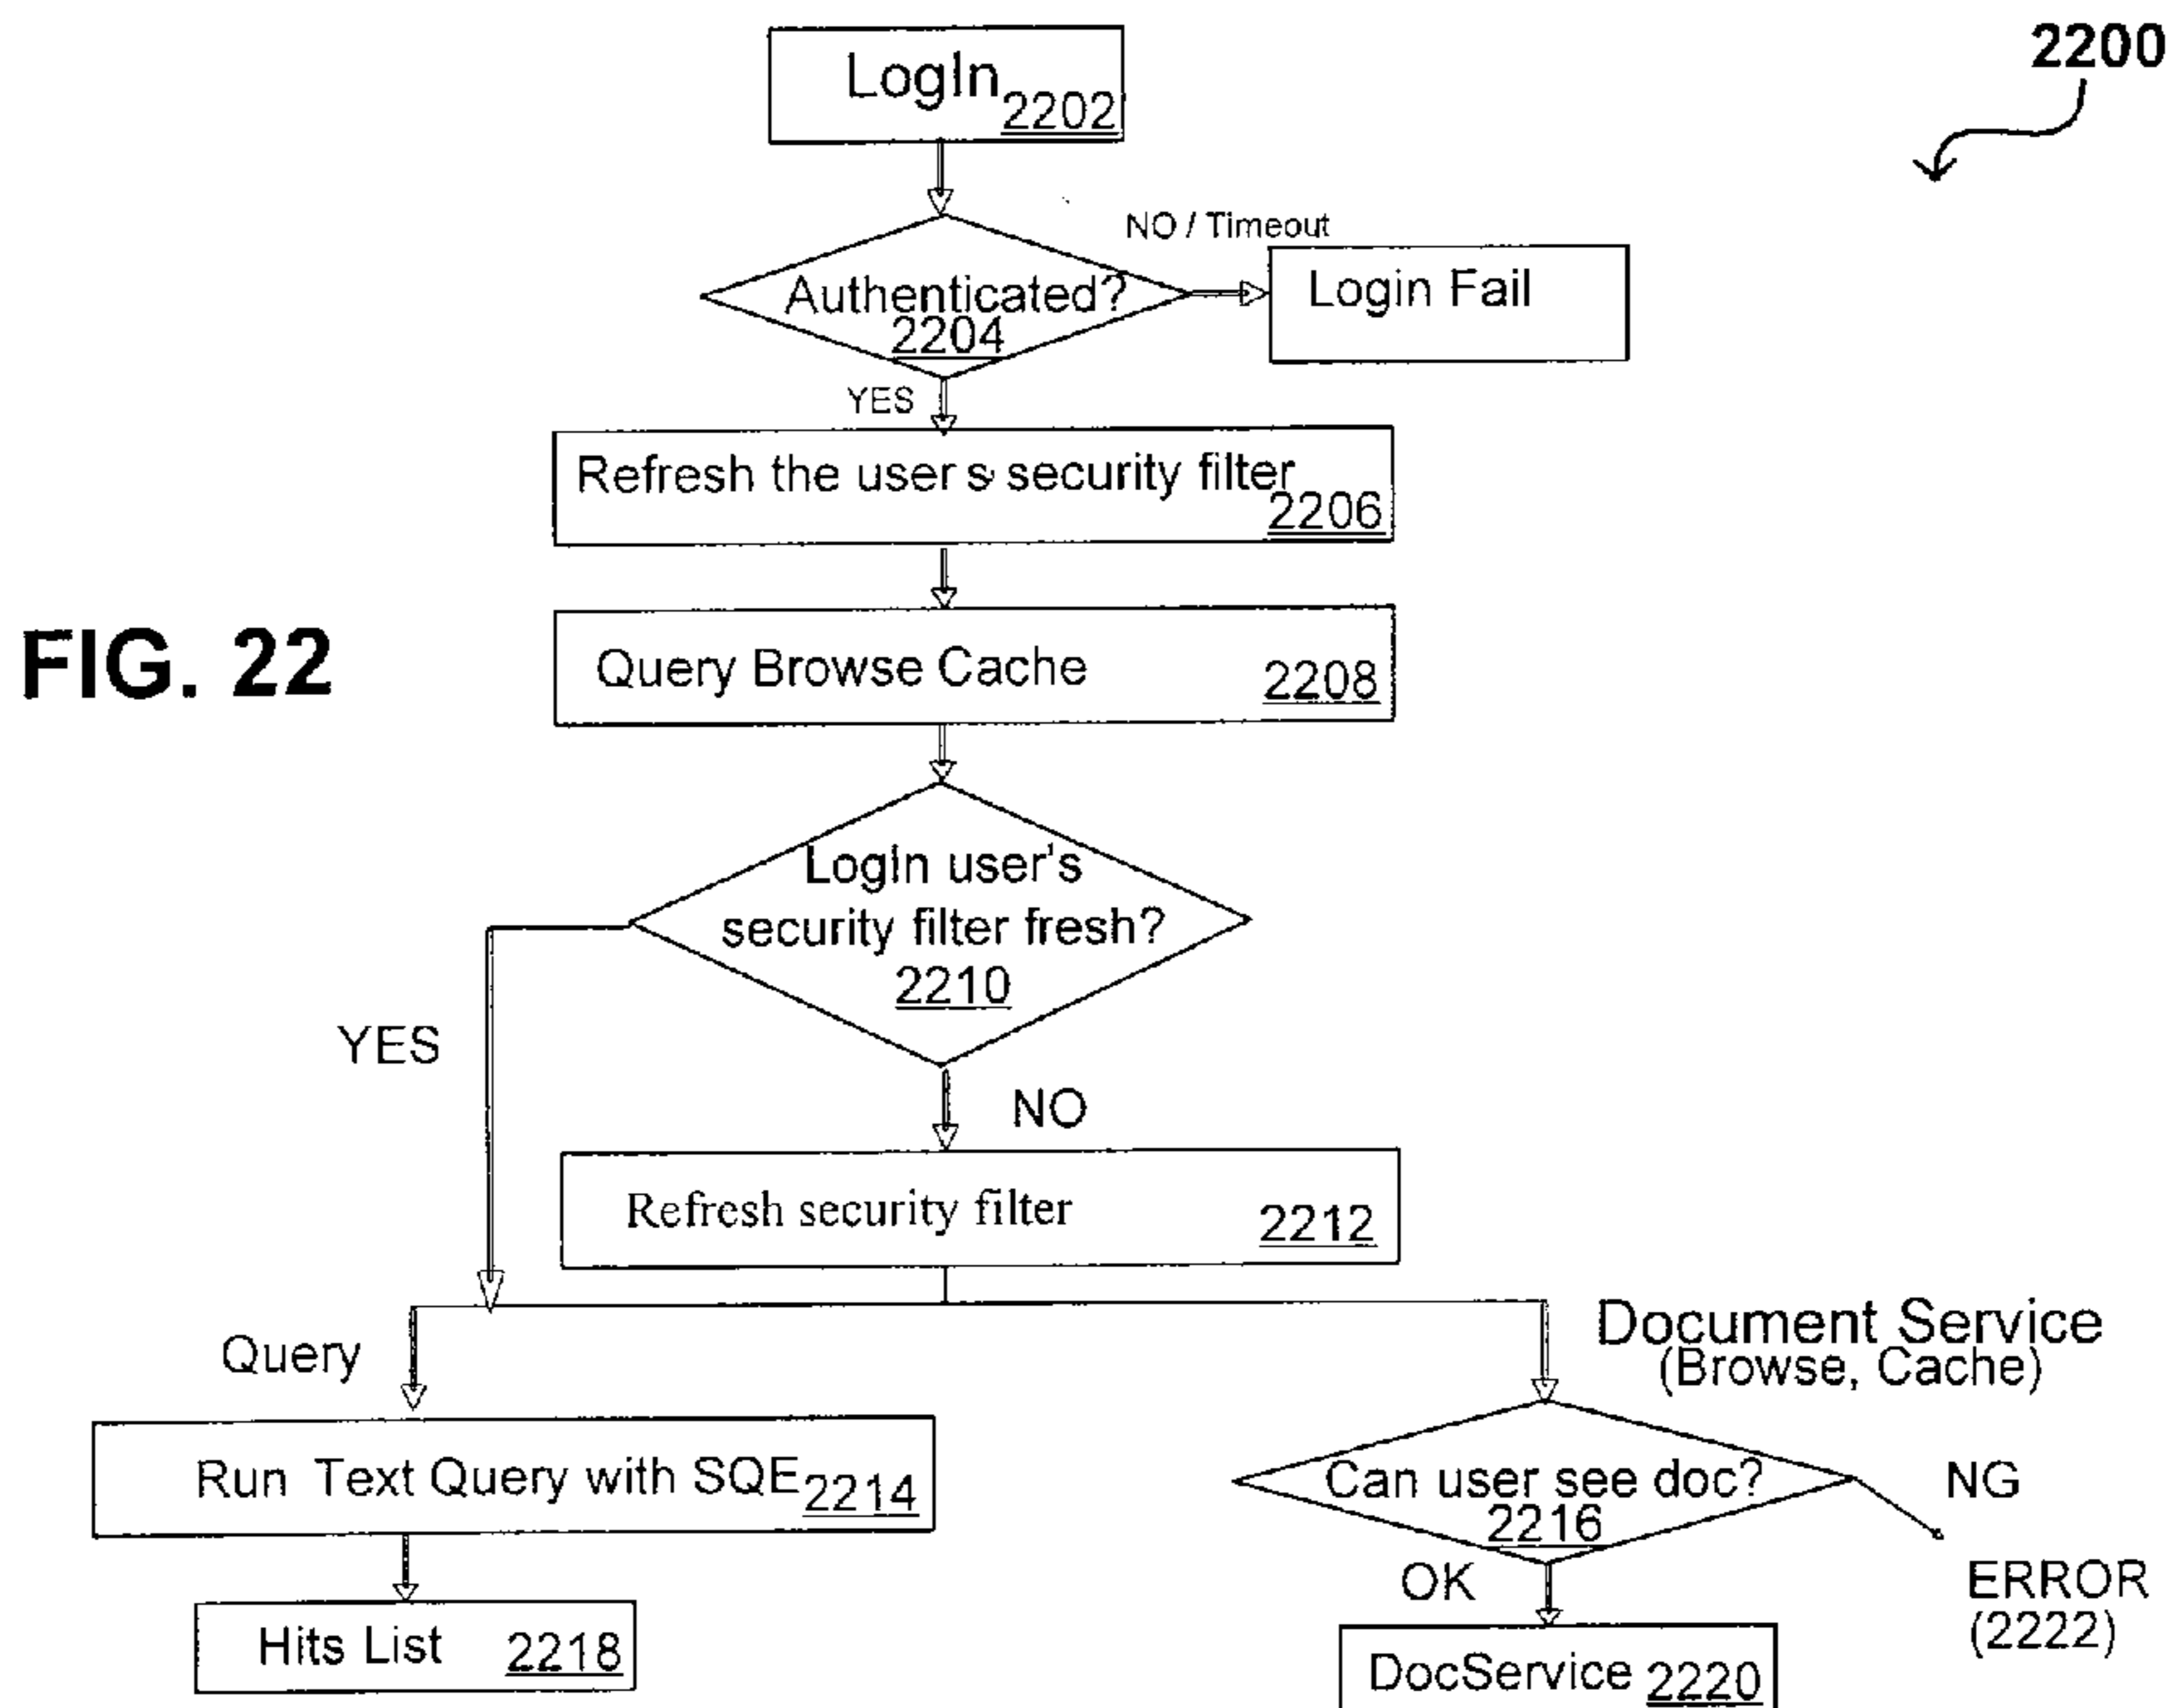 2200
LogIn 2202
NO / Timeout
Authenticated?
2204
Login Fail
YES
Refresh the user s security filter
2206
FIG. 22
Query Browse Cache 2208
LogIn user's
security filter fresh?
2210
YES
NO
Refresh security filter 2212
Query
Document Service
(Browse, Cache)
Run Text Query with SQE 2214
Can user see doc?
2216
NG
OK
ERROR
(2222)
Hits List 2218
DocService 2220